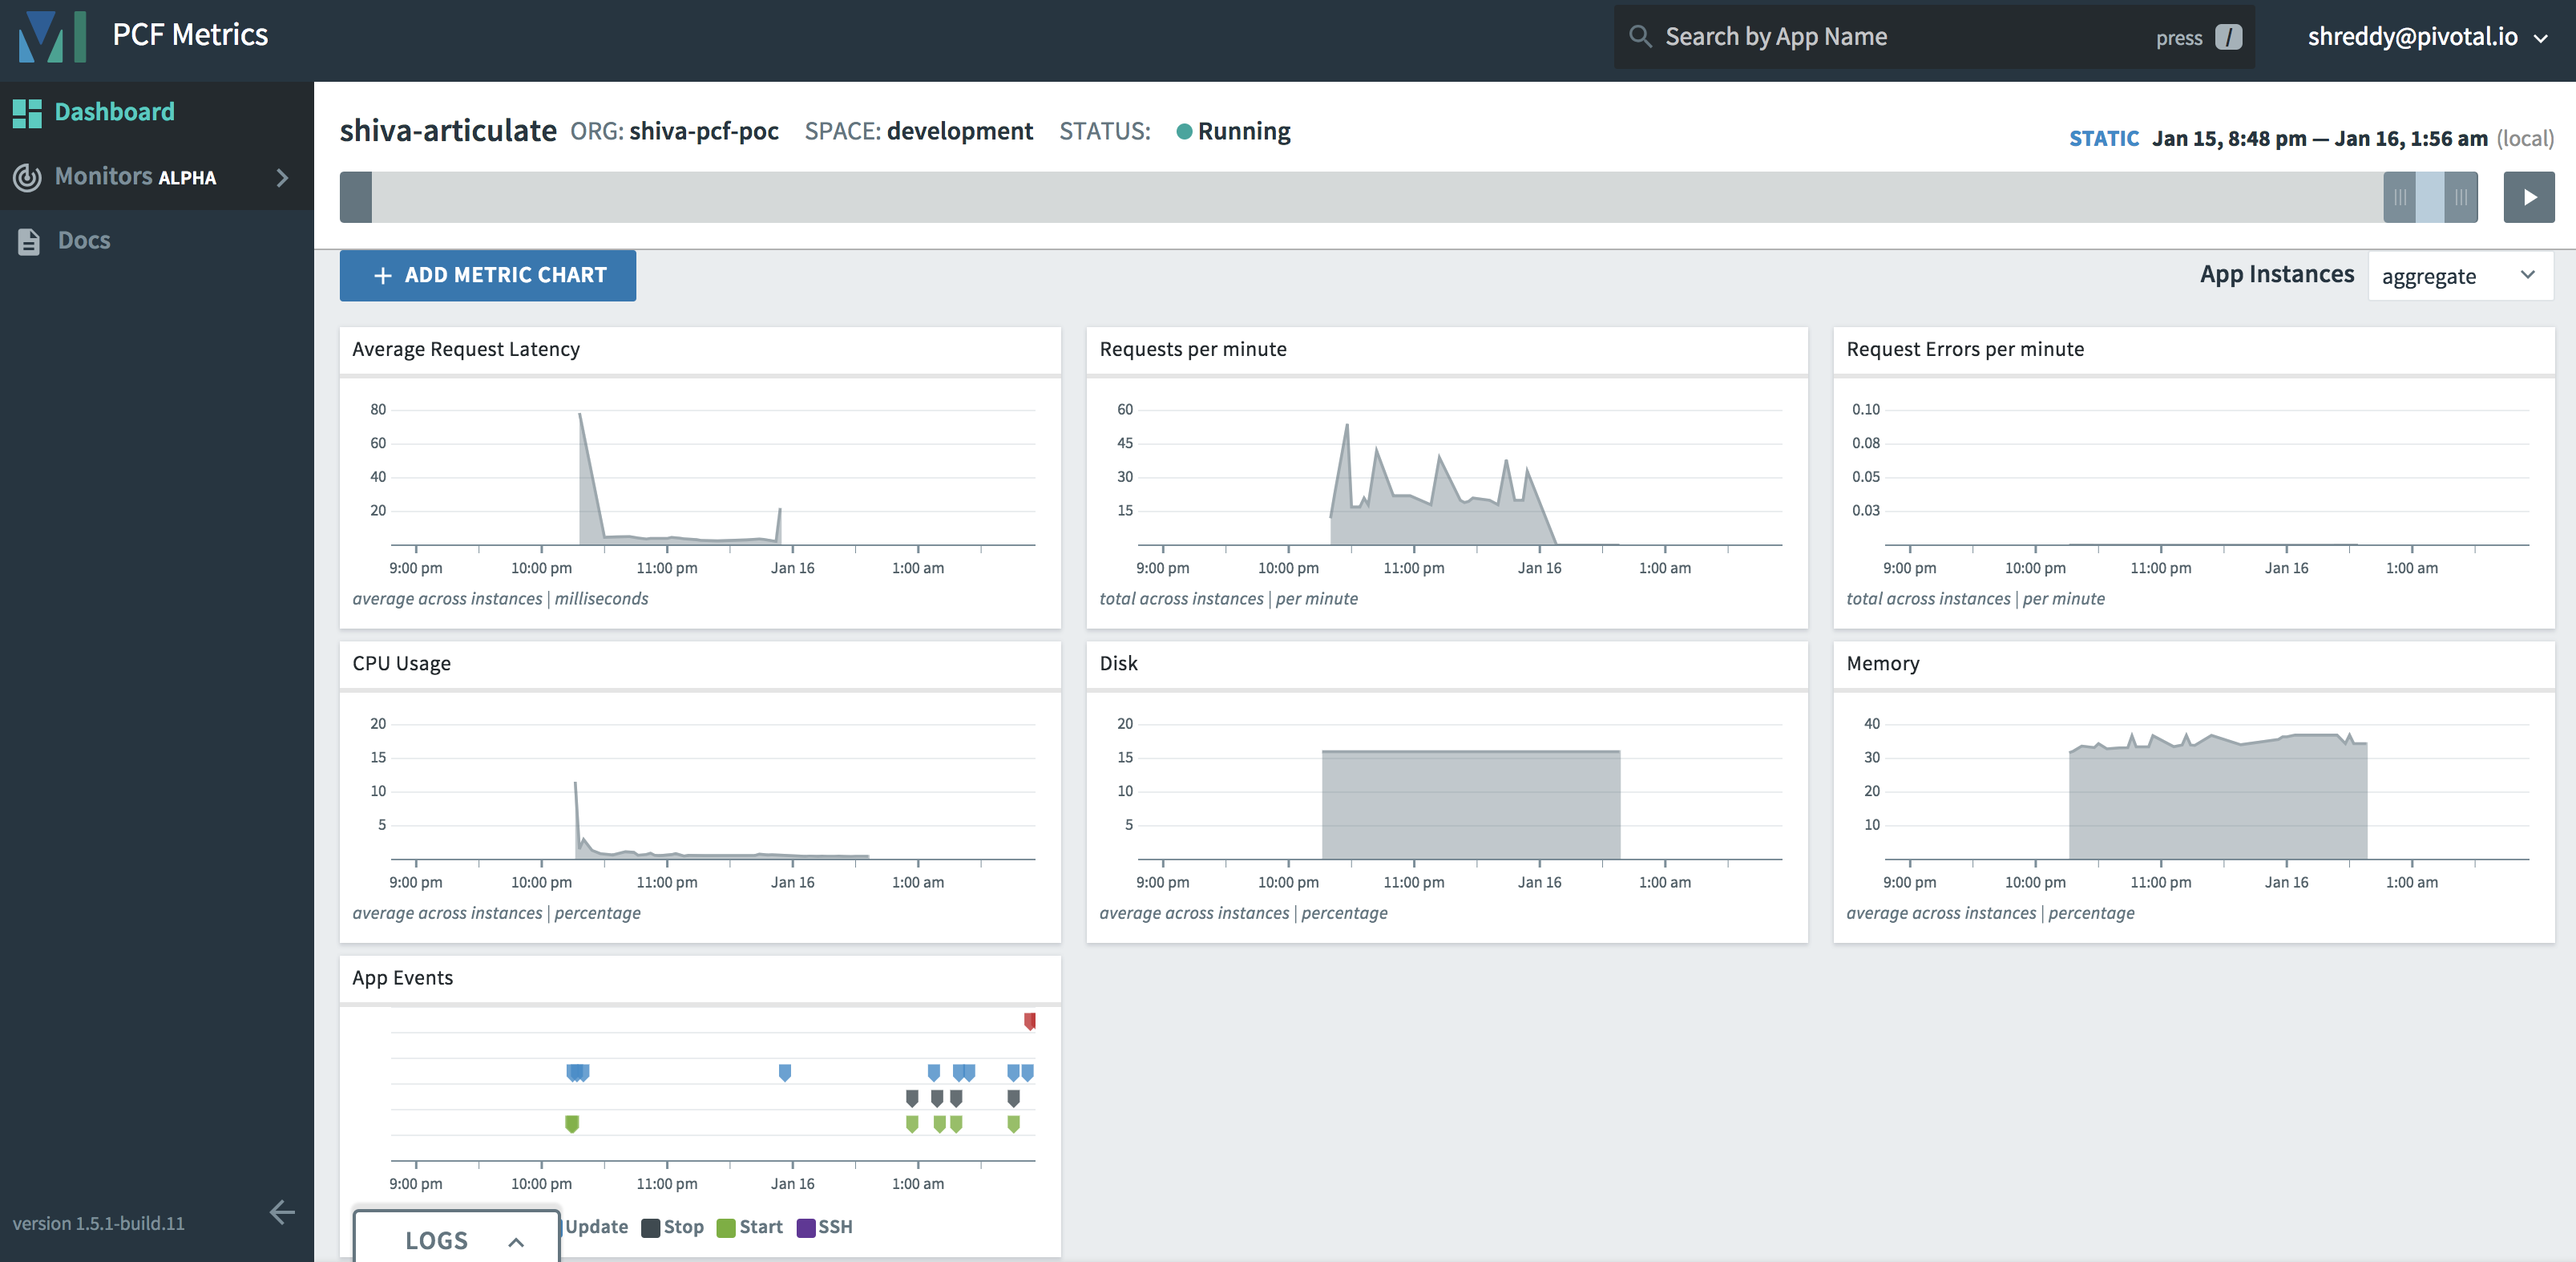 PCF Metrics
Search by App Name
press /
shreddy@pivotal.io
Dashboard
Monitors ALPHA
Docs
version 1.5.1-build.11
shiva-articulate ORG: shiva-pcf-poc SPACE: development STATUS: Running
STATIC Jan 15, 8:48 pm — Jan 16, 1:56 am (local)
+ ADD METRIC CHART
App Instances aggregate
Average Request Latency
80
60
40
20
9:00 pm 10:00 pm 11:00 pm Jan 16 1:00 am
average across instances | milliseconds
Requests per minute
60
45
30
15
9:00 pm 10:00 pm 11:00 pm Jan 16 1:00 am
total across instances | per minute
Request Errors per minute
0.10
0.08
0.05
0.03
9:00 pm 10:00 pm 11:00 pm Jan 16 1:00 am
total across instances | per minute
CPU Usage
20
15
10
5
9:00 pm 10:00 pm 11:00 pm Jan 16 1:00 am
average across instances | percentage
Disk
20
15
10
5
9:00 pm 10:00 pm 11:00 pm Jan 16 1:00 am
average across instances | percentage
Memory
40
30
20
10
9:00 pm 10:00 pm 11:00 pm Jan 16 1:00 am
average across instances | percentage
App Events
9:00 pm 10:00 pm 11:00 pm Jan 16 1:00 am
Update Stop Start SSH
LOGS